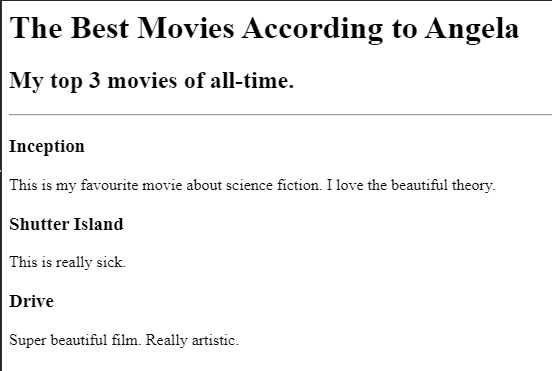 The Best Movies According to Angela
My top 3 movies of all-time.
Inception
This is my favourite movie about science fiction. I love the beautiful theory.
Shutter Island
This is really sick.
Drive
Super beautiful film. Really artistic.